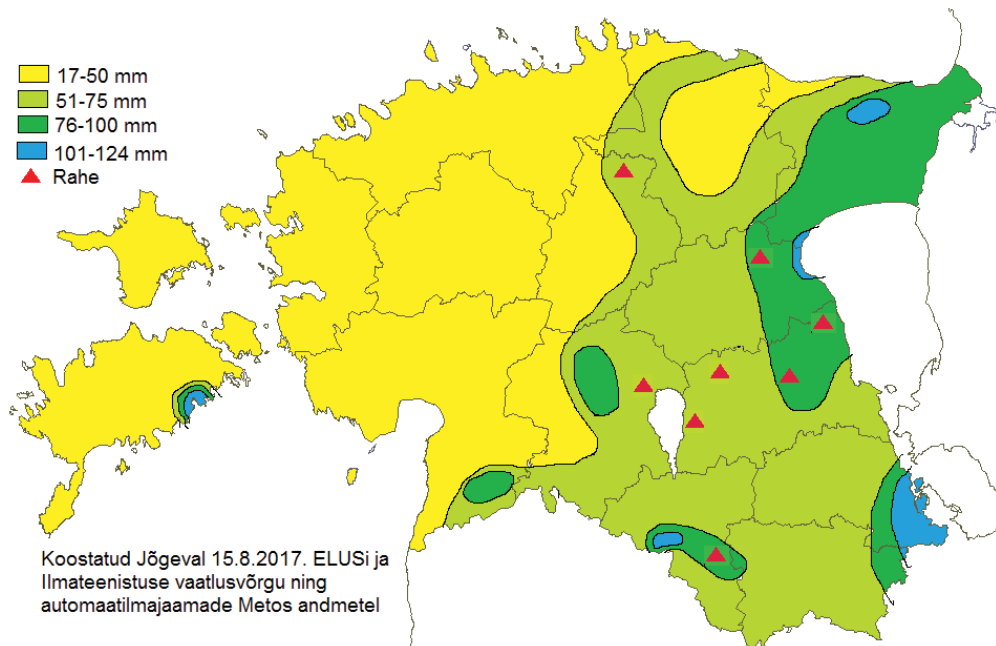 17-50 mm
51-75 mm
76-100 mm
101-124 mm
Rahe
Koostatud Jõgeval 15.8.2017. ELUSi ja
Ilmateenistuse vaatlusvõrgu ning
automaatilmajaamade Metos andmetel